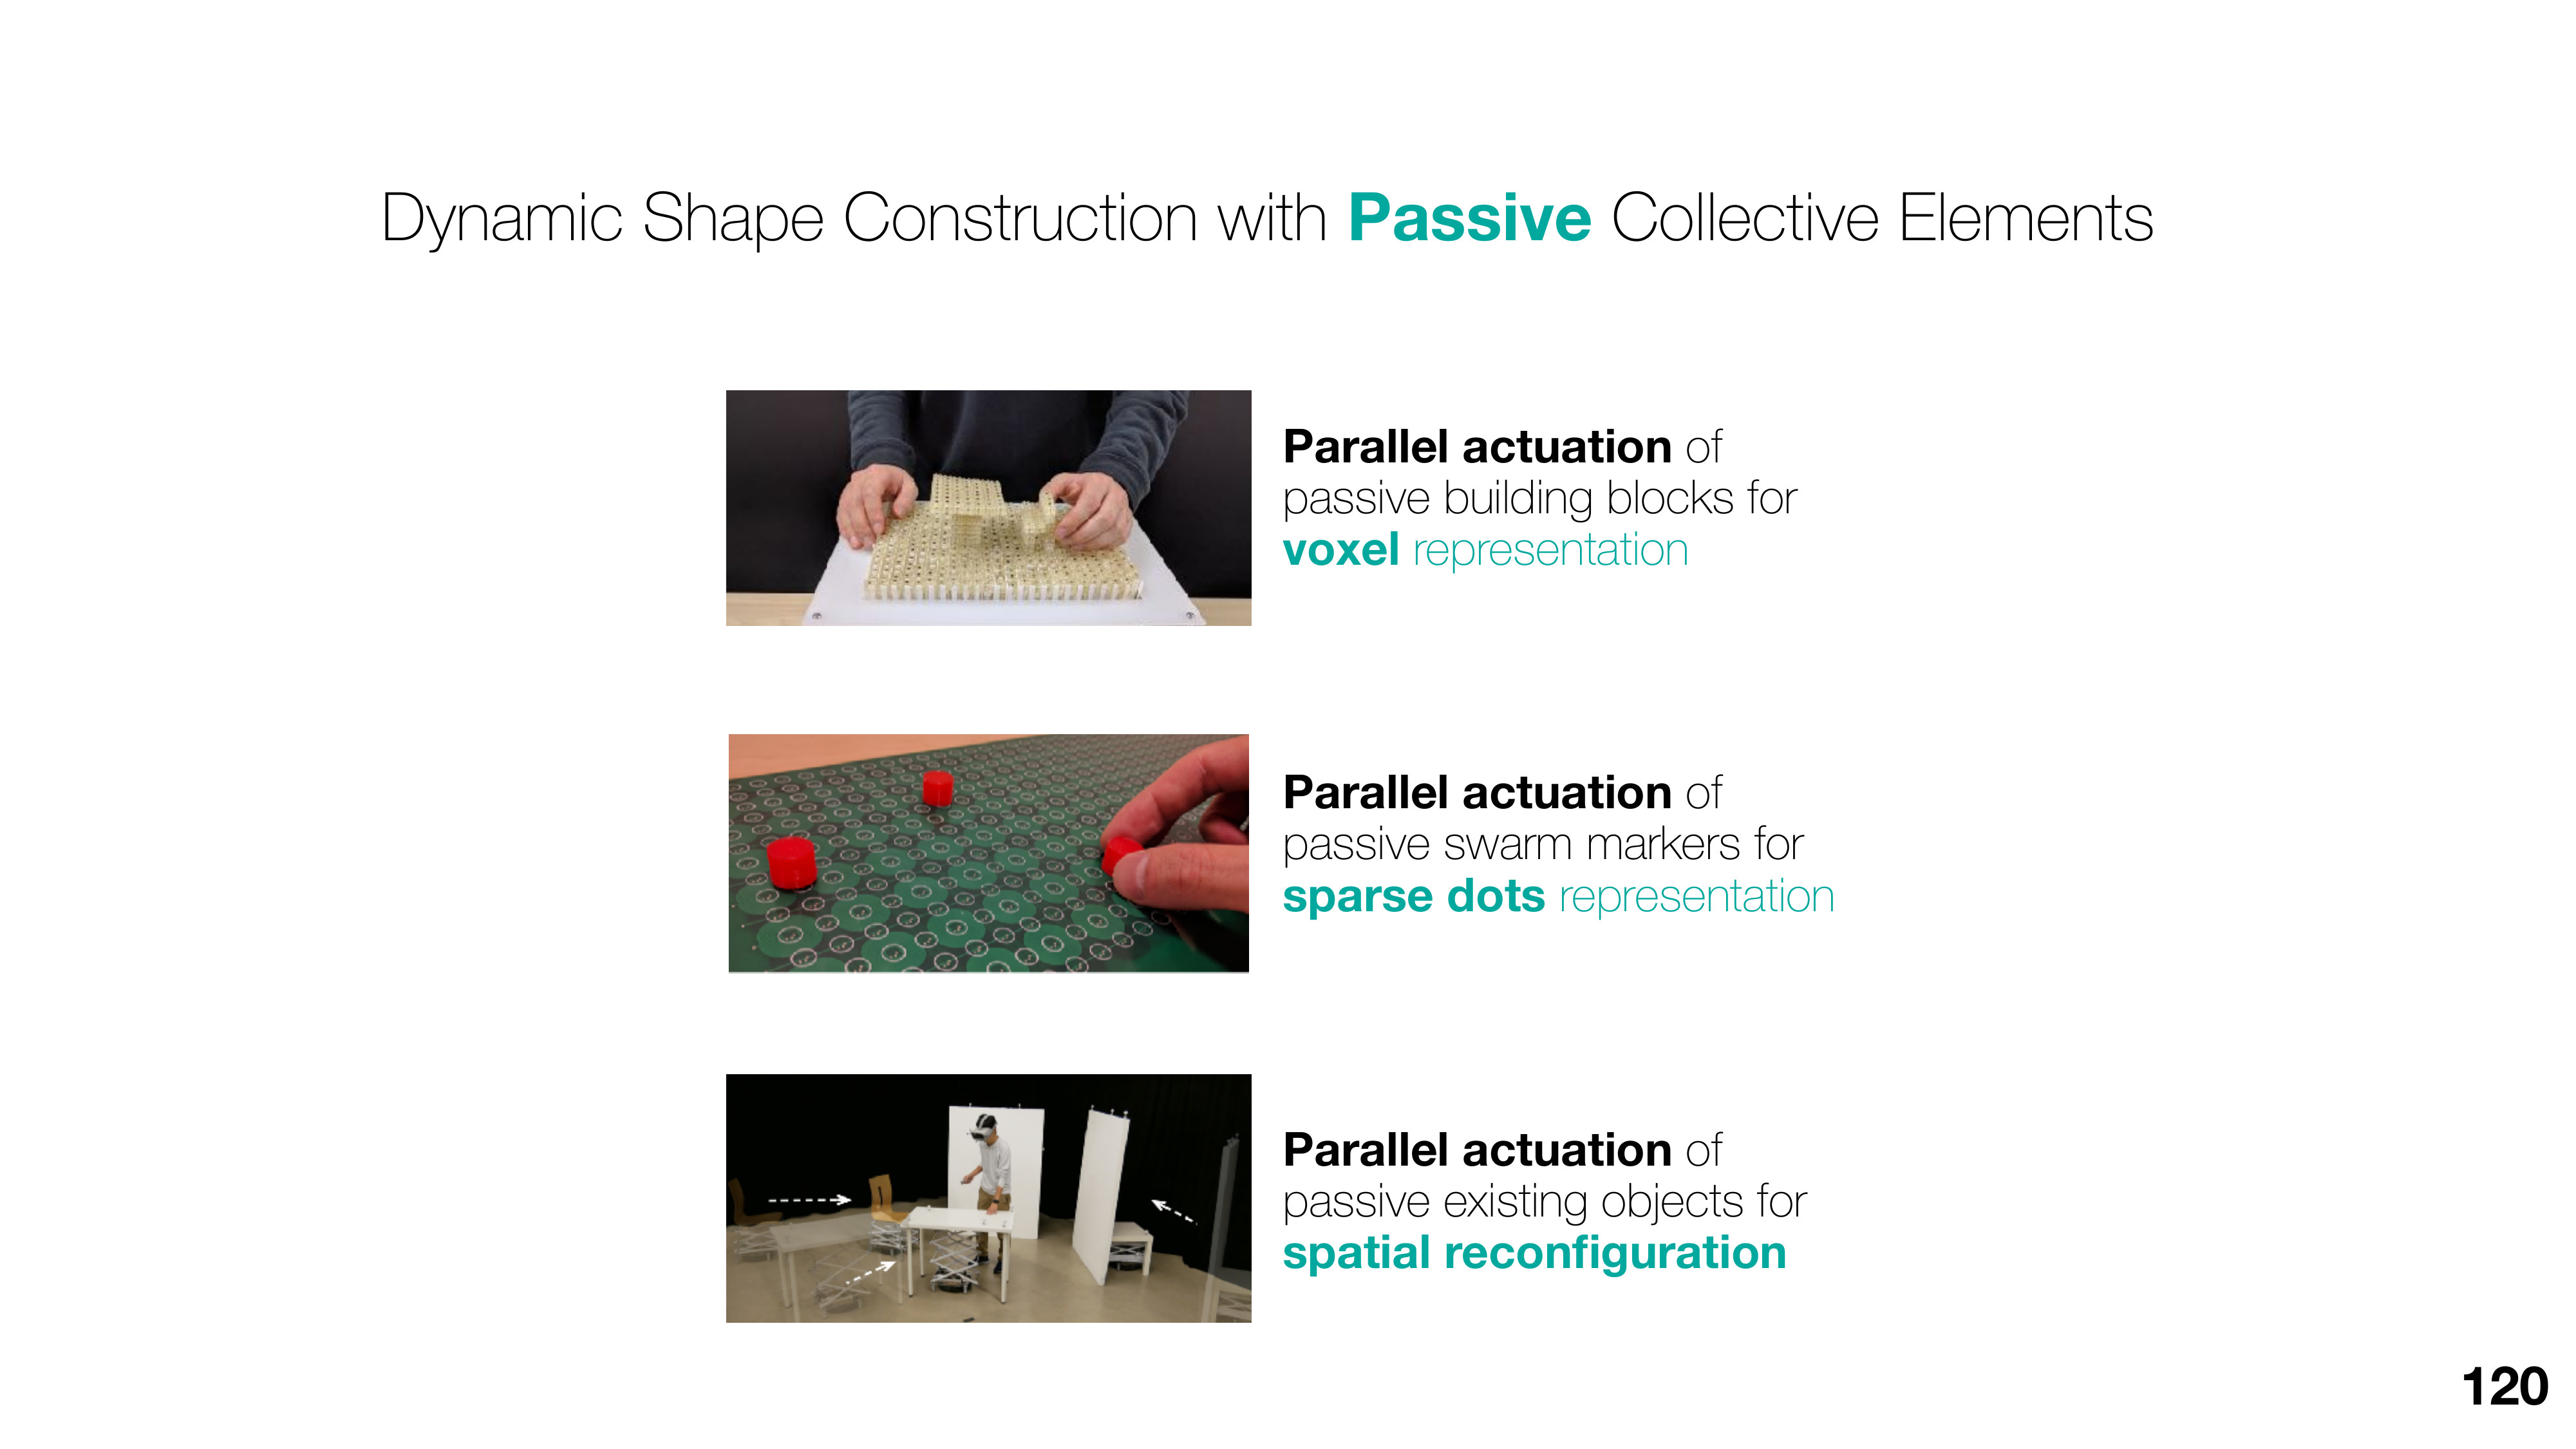 Dynamic Shape Construction with Passive Collective Elements
Parallel actuation of
passive building blocks for
voxel representation
Parallel actuation of
passive swarm markers for
sparse dots representation
Parallel actuation of
passive existing objects for
spatial reconfiguration
120